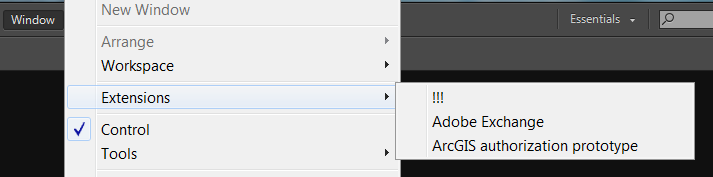 Window
Essentials
New Window
Arrange
Workspace
Extensions
Control
Tools
!!!
Adobe Exchange
ArcGIS authorization prototype